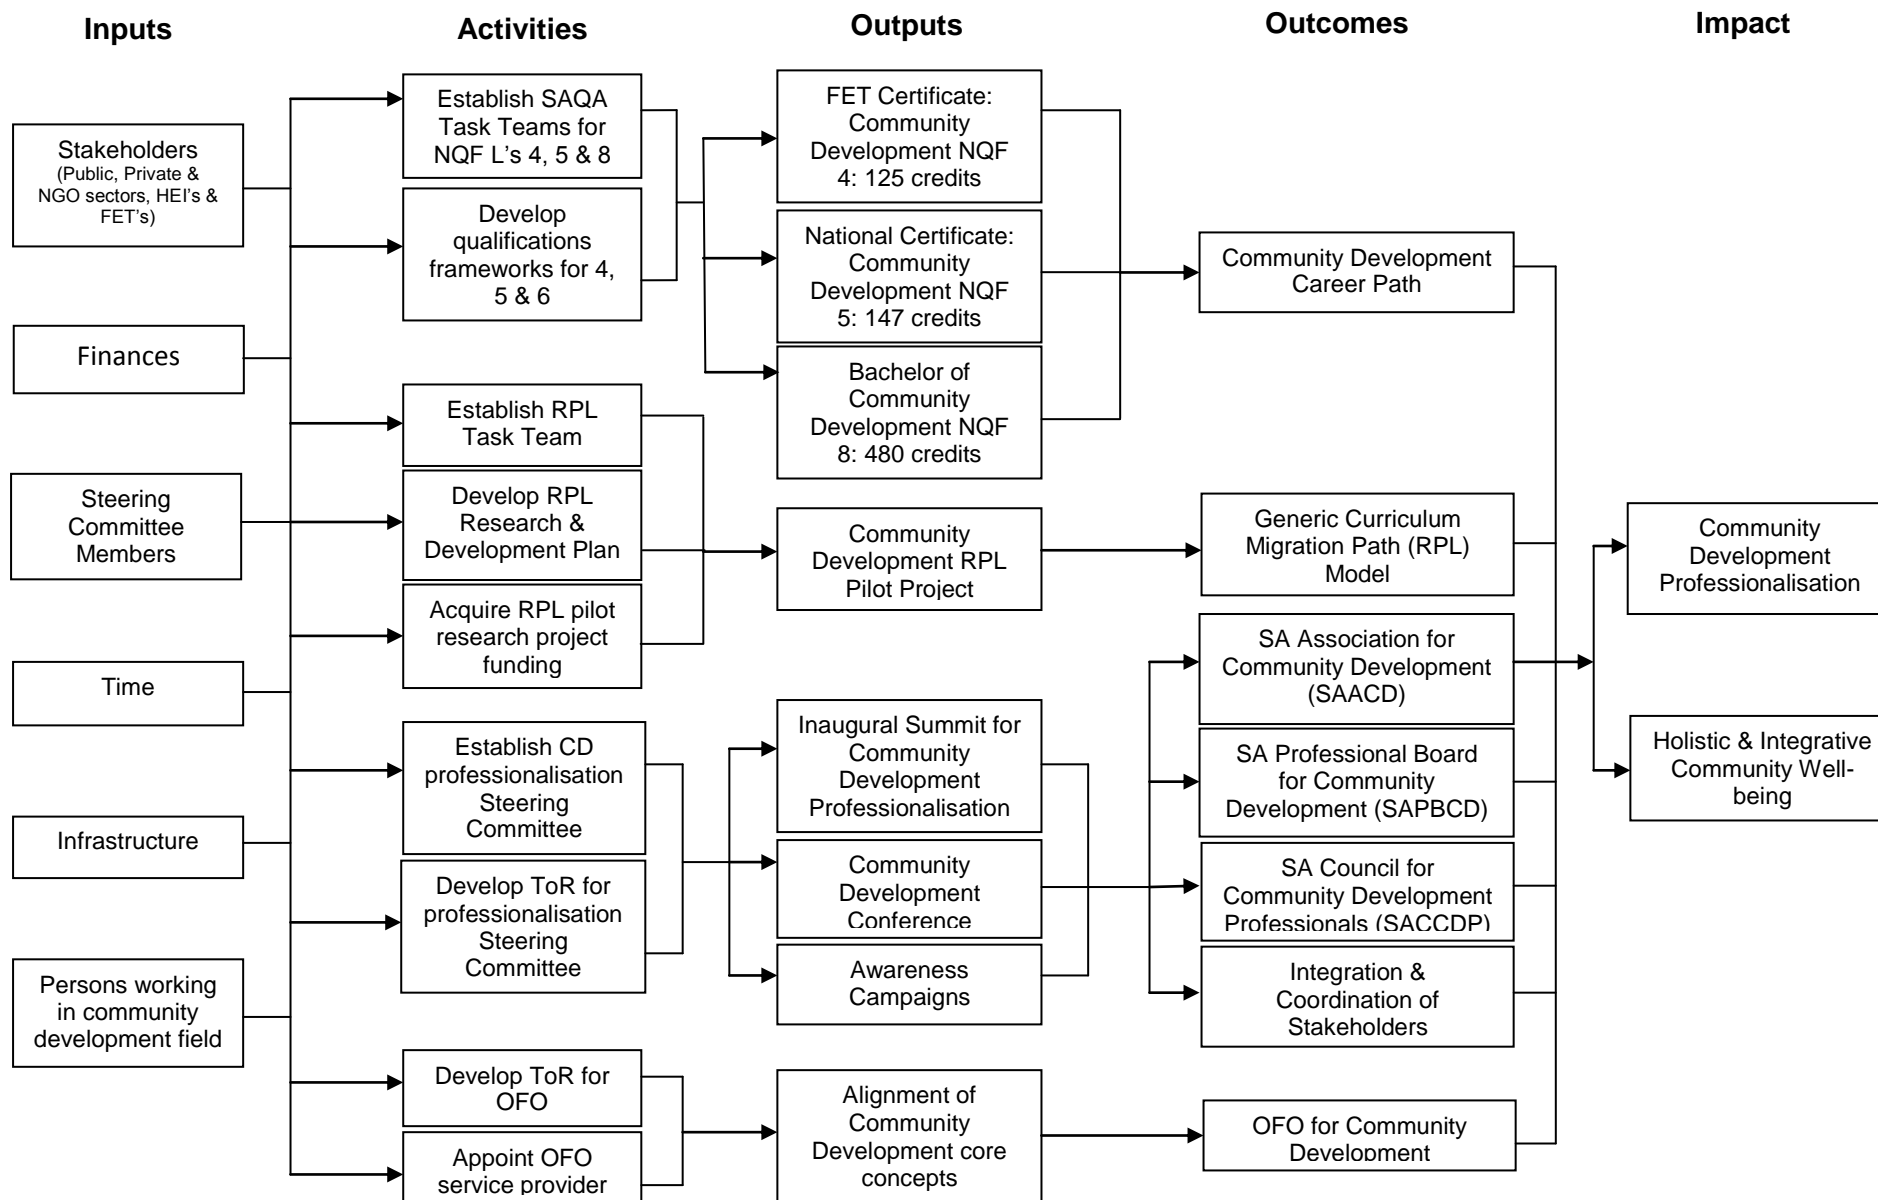 Inputs
Activities
Outputs
Outcomes
Impact
Stakeholders
(Public, Private &
NGO sectors, HEI's &
FET's)
Finances
Steering
Committee
Members
Time
Infrastructure
Persons working
in community
development field
Establish SAQA
Task Teams for
NQF L's 4, 5 & 8
Develop
qualifications
frameworks for 4,
5 & 6
Establish RPL
Task Team
Develop RPL
Research &
Development Plan
Acquire RPL pilot
research project
funding
Establish CD
professionalisation
Steering
Committee
Develop ToR for
professionalisation
Steering
Committee
Develop ToR for
OFO
Appoint OFO
service provider
FET Certificate:
Community
Development NQF
4: 125 credits
National Certificate:
Community
Development NQF
5: 147 credits
Bachelor of
Community
Development NQF
8: 480 credits
Community
Development RPL
Pilot Project
Inaugural Summit for
Community
Development
Professionalisation
Community
Development
Conference
Awareness
Campaigns
Alignment of
Community
Development core
concepts
Community Development
Career Path
Generic Curriculum
Migration Path (RPL)
Model
SA Association for
Community Development
(SAACD)
SA Professional Board
for Community
Development (SAPBCD)
SA Council for
Community Development
Professionals (SACCDP)
Integration &
Coordination of
Stakeholders
OFO for Community
Development
Community
Development
Professionalisation
Holistic & Integrative
Community Well-
being